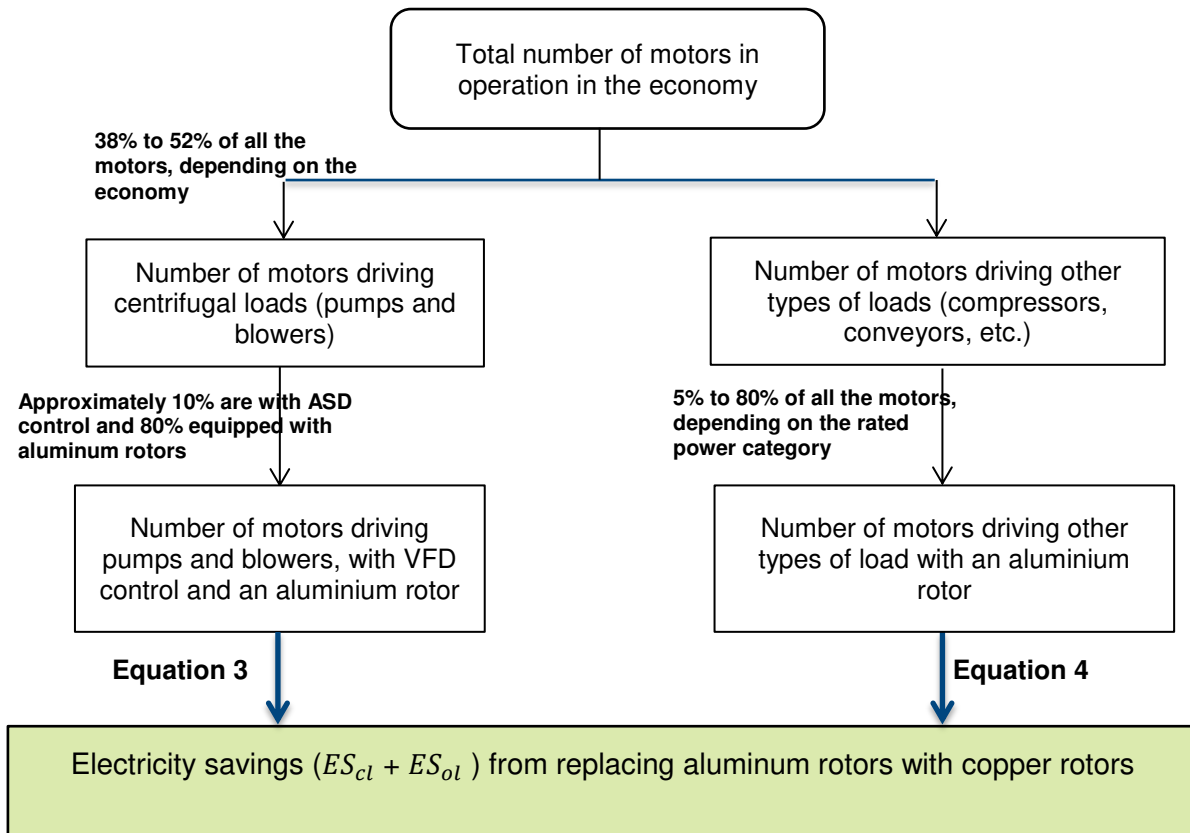 Total number of motors in
operation in the economy
38% to 52% of all the
motors, depending on the
economy
Number of motors driving
centrifugal loads (pumps and
blowers)
Number of motors driving other
types of loads (compressors,
conveyors, etc.)
Approximately 10% are with ASD
control and 80% equipped with
aluminum rotors
5% to 80% of all the motors,
depending on the rated
power category
Number of motors driving
pumps and blowers, with VFD
control and an aluminium rotor
Number of motors driving other
types of load with an aluminium
rotor
Equation 3
Equation 4
Electricity savings (ES_cl + ES_ol ) from replacing aluminum rotors with copper rotors